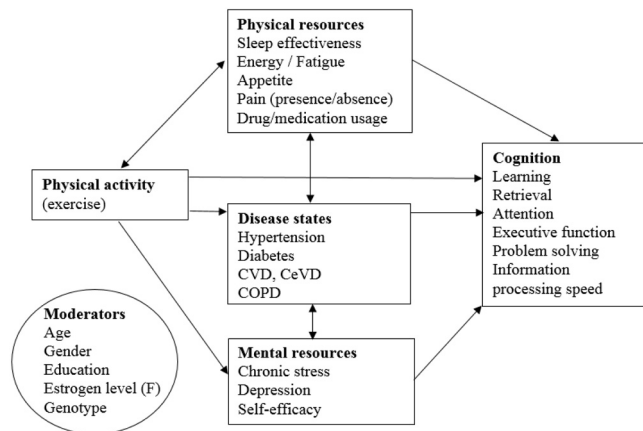 Physical resources
Sleep effectiveness
Energy / Fatigue
Appetite
Pain (presence/absence)
Drug/medication usage
Physical activity
(exercise)
Disease states
Hypertension
Diabetes
CVD, CeVD
COPD
Cognition
Learning
Retrieval
Attention
Executive function
Problem solving
Information
processing speed
Moderators
Age
Gender
Education
Estrogen level (F)
Genotype
Mental resources
Chronic stress
Depression
Self-efficacy